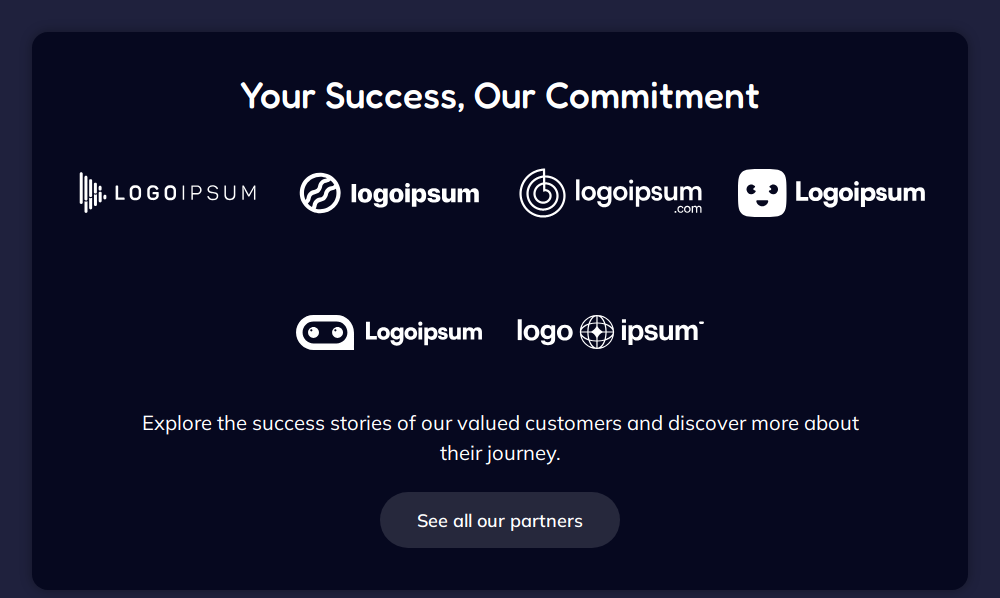 Your Success, Our Commitment
LOGOIPSUM
logoipsum
logoipsum
.com
Logoipsum
Logoipsum
logo ipsum
Explore the success stories of our valued customers and discover more about
their journey.
See all our partners